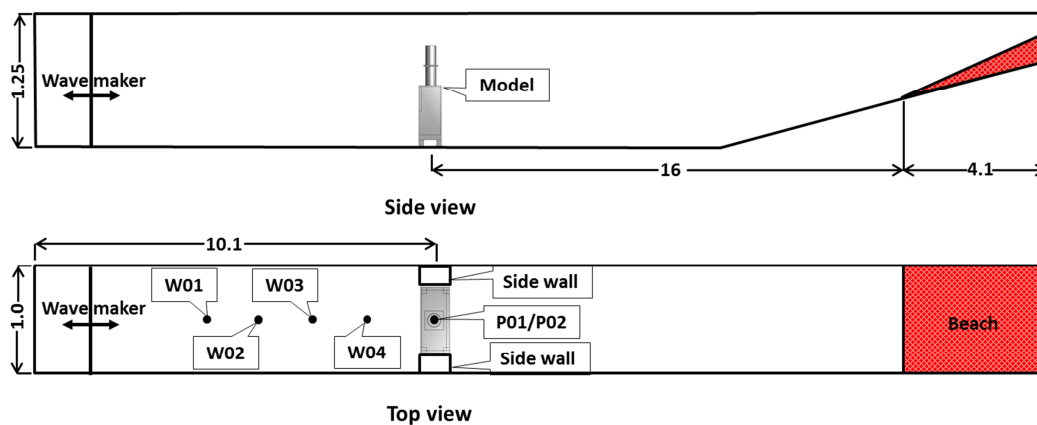 1.25
Wave maker
Model
16
4.1
Side view
10.1
1.0
Wave maker
W01
W03
Side wall
W02
W04
P01/P02
Side wall
Beach
Top view